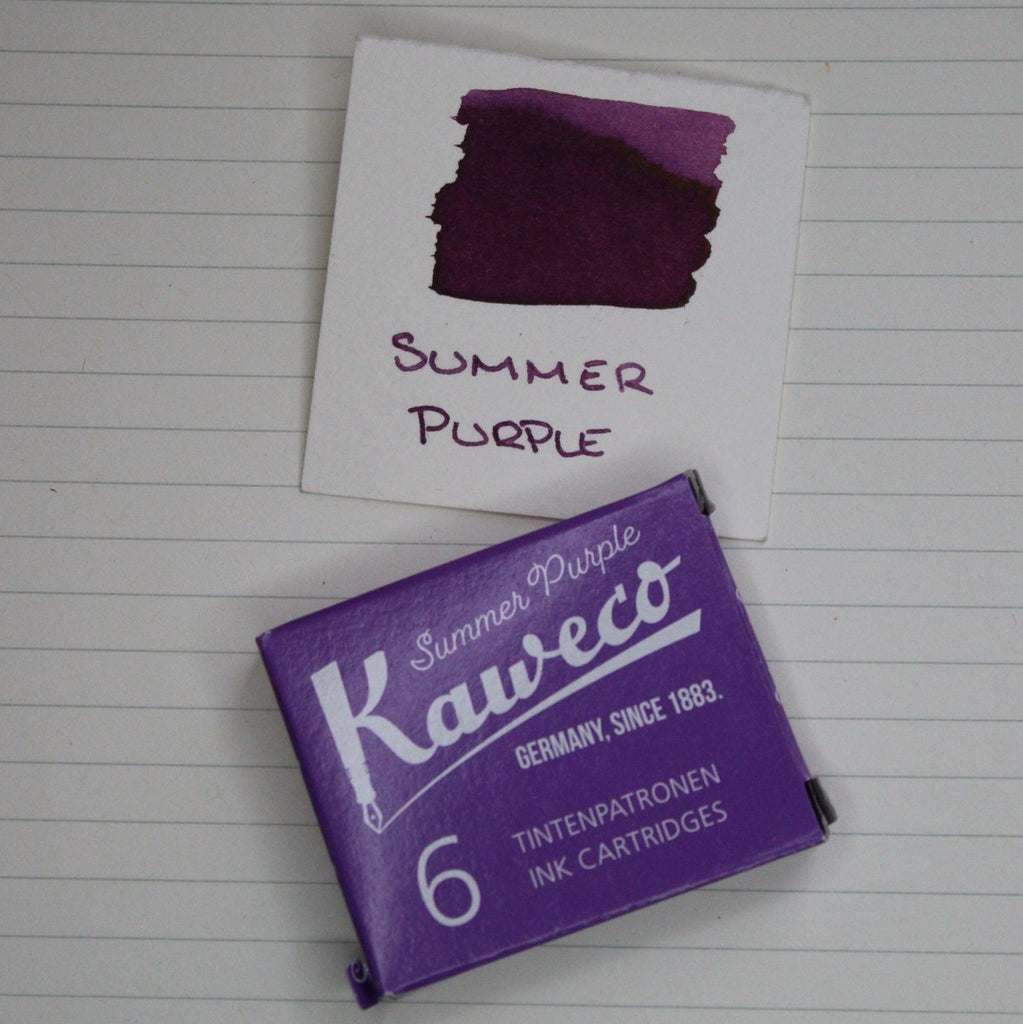 SUMMER
PURPLE
Summer Purple
Kaweco
GERMANY, SINCE 1883.
6
TINTENPATRONEN
INK CARTRIDGES